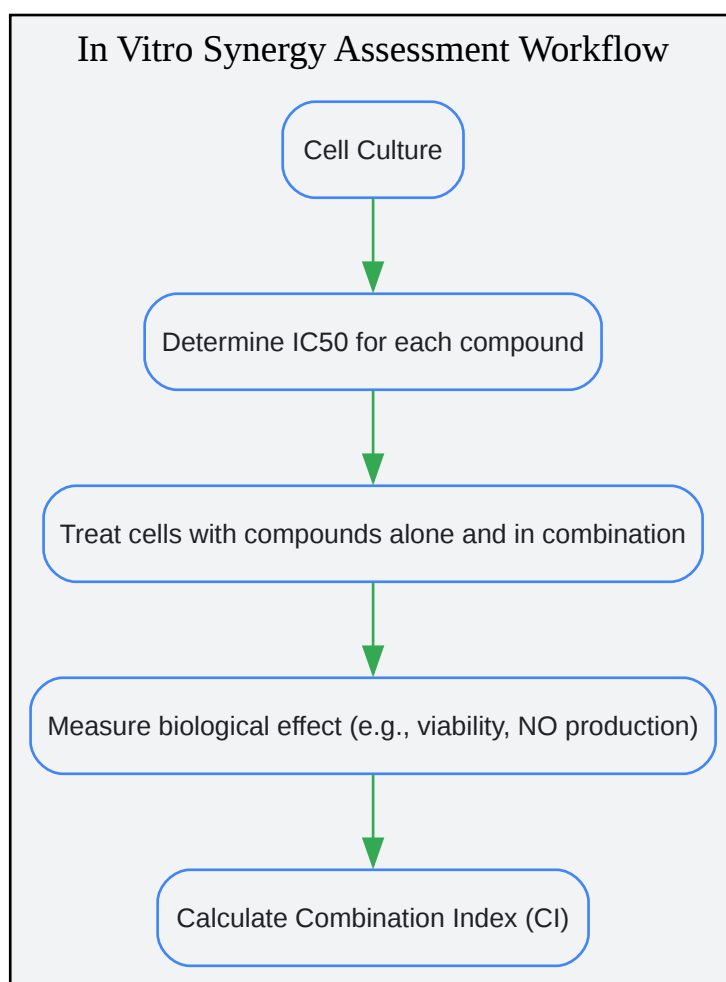 In Vitro Synergy Assessment Workflow
Cell Culture
Determine IC50 for each compound
Treat cells with compounds alone and in combination
Measure biological effect (e.g., viability, NO production)
Calculate Combination Index (CI)